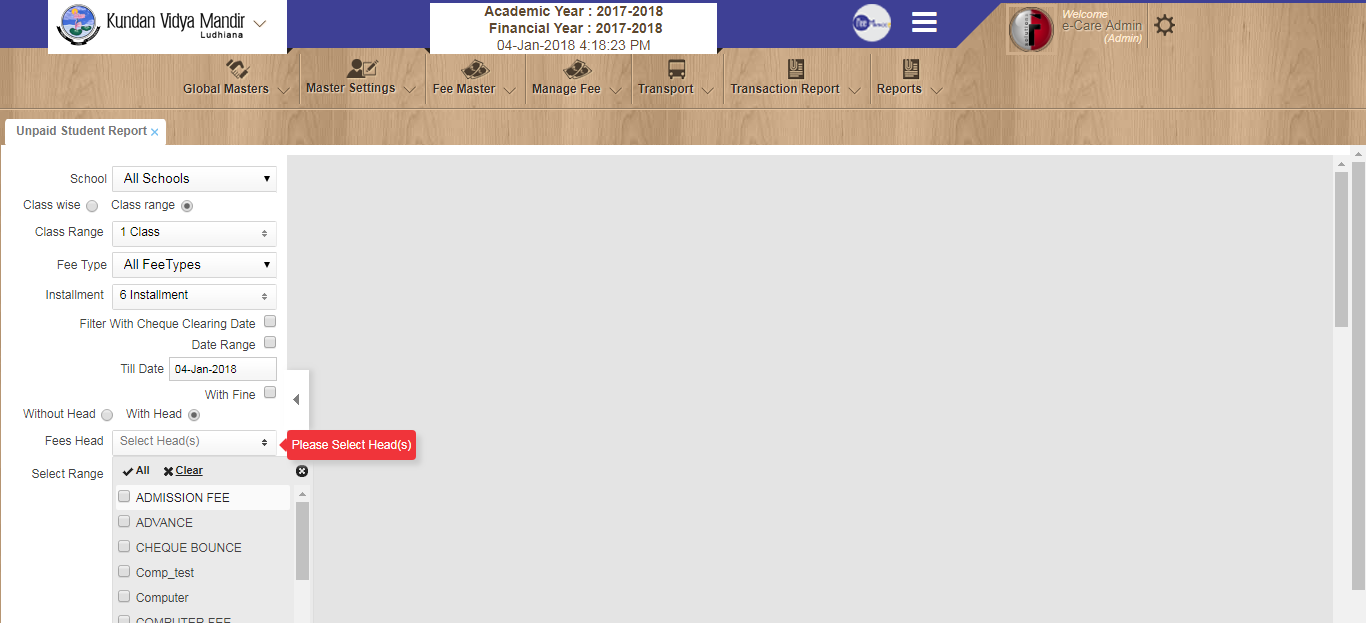 Kundan Vidya Mandir
Ludhiana
Academic Year : 2017-2018
Financial Year : 2017-2018
04-Jan-2018 4:18:23 PM
Welcome
e-Care Admin
(Admin)
Global Masters
Master Settings
Fee Master
Manage Fee
Transport
Transaction Report
Reports
Unpaid Student Report ×
School All Schools
Class wise Class range
Class Range 1 Class
Fee Type All FeeTypes
Installment 6 Installment
Filter With Cheque Clearing Date
Date Range
Till Date 04-Jan-2018
With Fine
Without Head With Head
Fees Head Select Head(s) Please Select Head(s)
Select Range All Clear
ADMISSION FEE
ADVANCE
CHEQUE BOUNCE
Comp_test
Computer
COMPUTER FEE